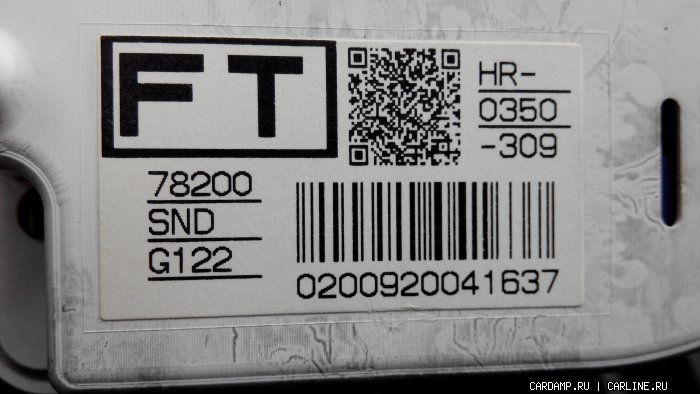 FT
HR-
0350
-309
78200
SND
G122
0200920041637
CARDAMP.RU | CARLINE.RU